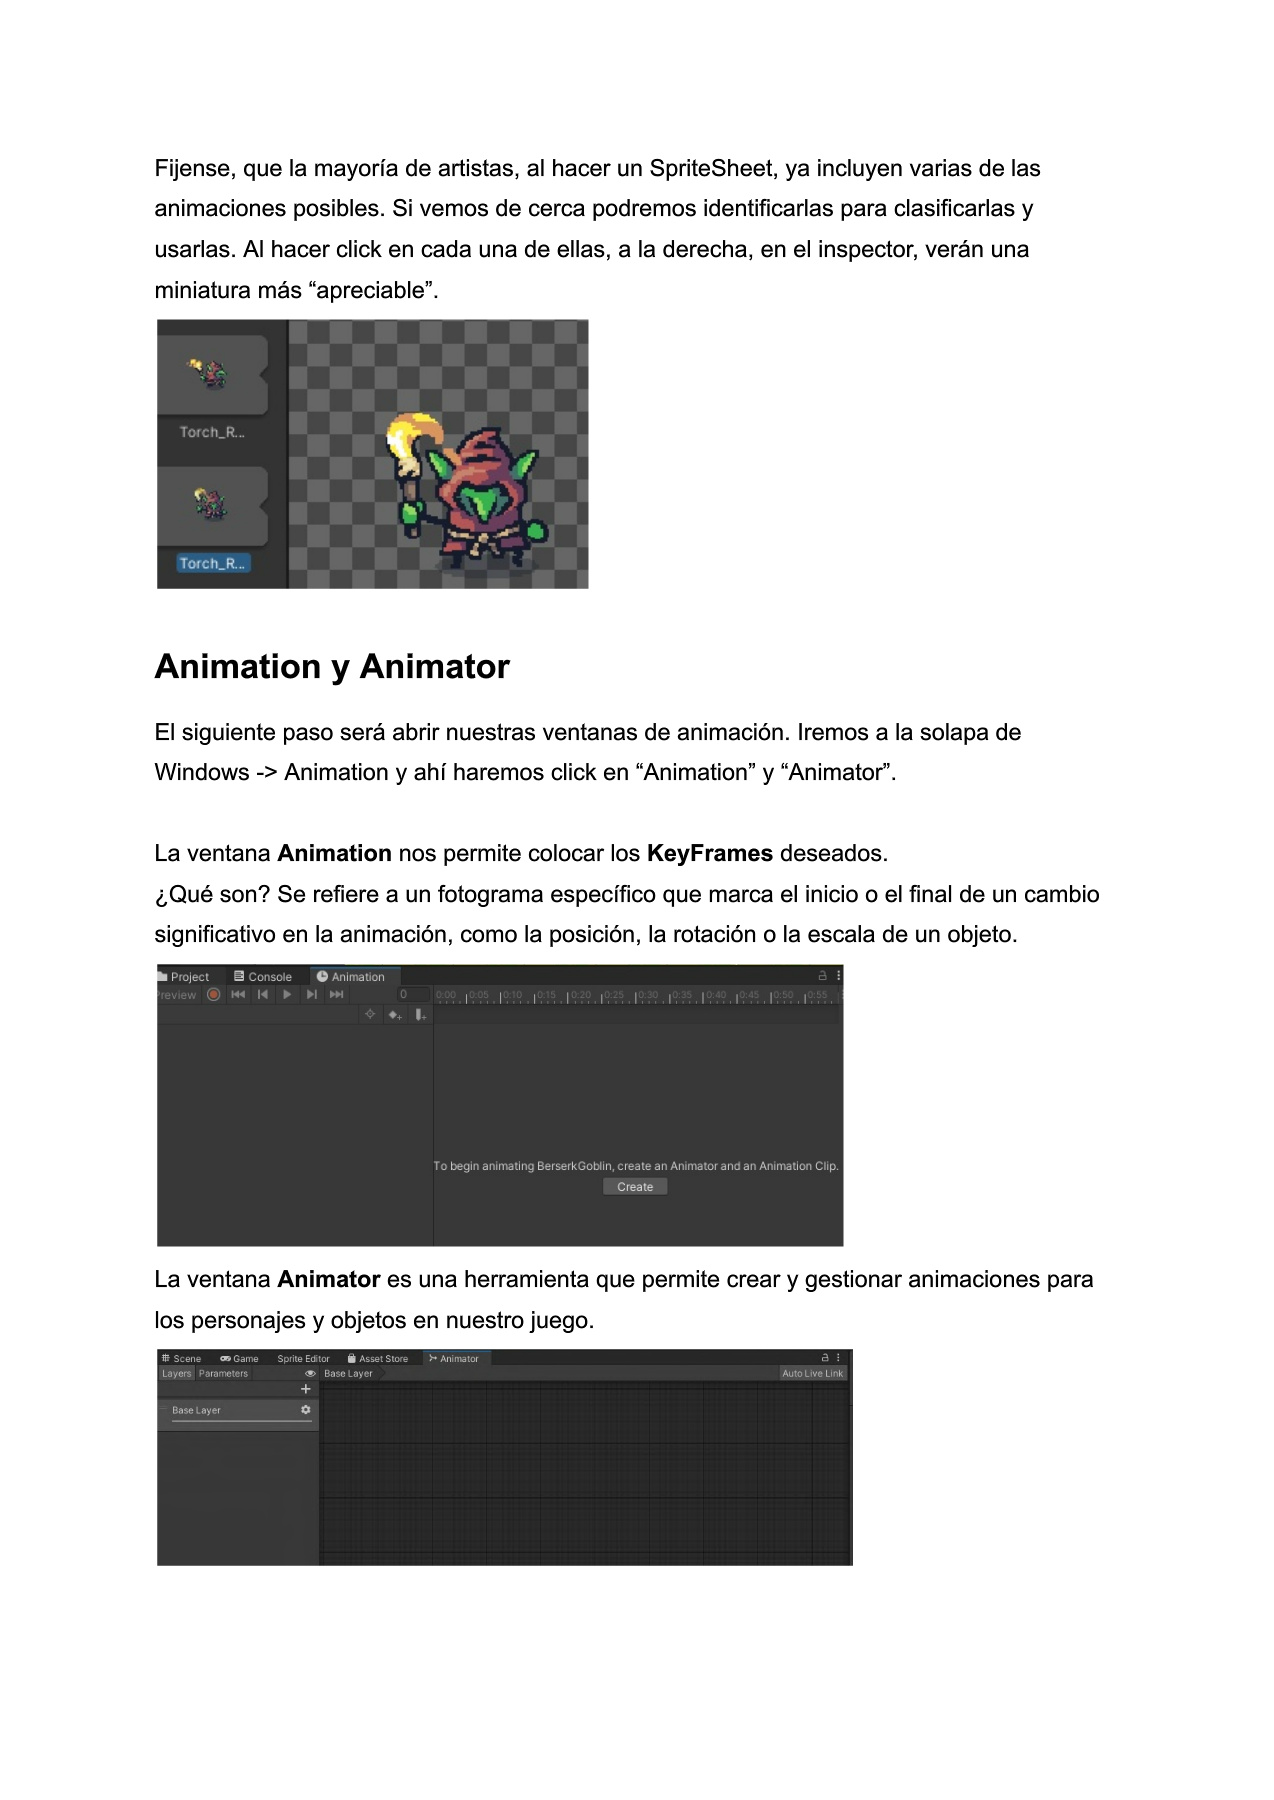 Fijense, que la mayoría de artistas, al hacer un SpriteSheet, ya incluyen varias de las
animaciones posibles. Si vemos de cerca podremos identificarlas para clasificarlas y
usarlas. Al hacer click en cada una de ellas, a la derecha, en el inspector, verán una
miniatura más “apreciable”.
Torch_R...
Torch_R...
Animation y Animator
El siguiente paso será abrir nuestras ventanas de animación. Iremos a la solapa de
Windows -> Animation y ahí haremos click en “Animation” y “Animator”.
La ventana Animation nos permite colocar los KeyFrames deseados.
¿Qué son? Se refiere a un fotograma específico que marca el inicio o el final de un cambio
significativo en la animación, como la posición, la rotación o la escala de un objeto.
Project Console Animation
Preview 0 0:00 0:05 0:10 0:15 0:20 0:25 0:30 0:35 0:40 0:45 0:50 0:55
To begin animating BerserkGoblin, create an Animator and an Animation Clip.
Create
La ventana Animator es una herramienta que permite crear y gestionar animaciones para
los personajes y objetos en nuestro juego.
Scene Game Sprite Editor Asset Store Animator
Layers Parameters Base Layer Auto Live Link
Base Layer